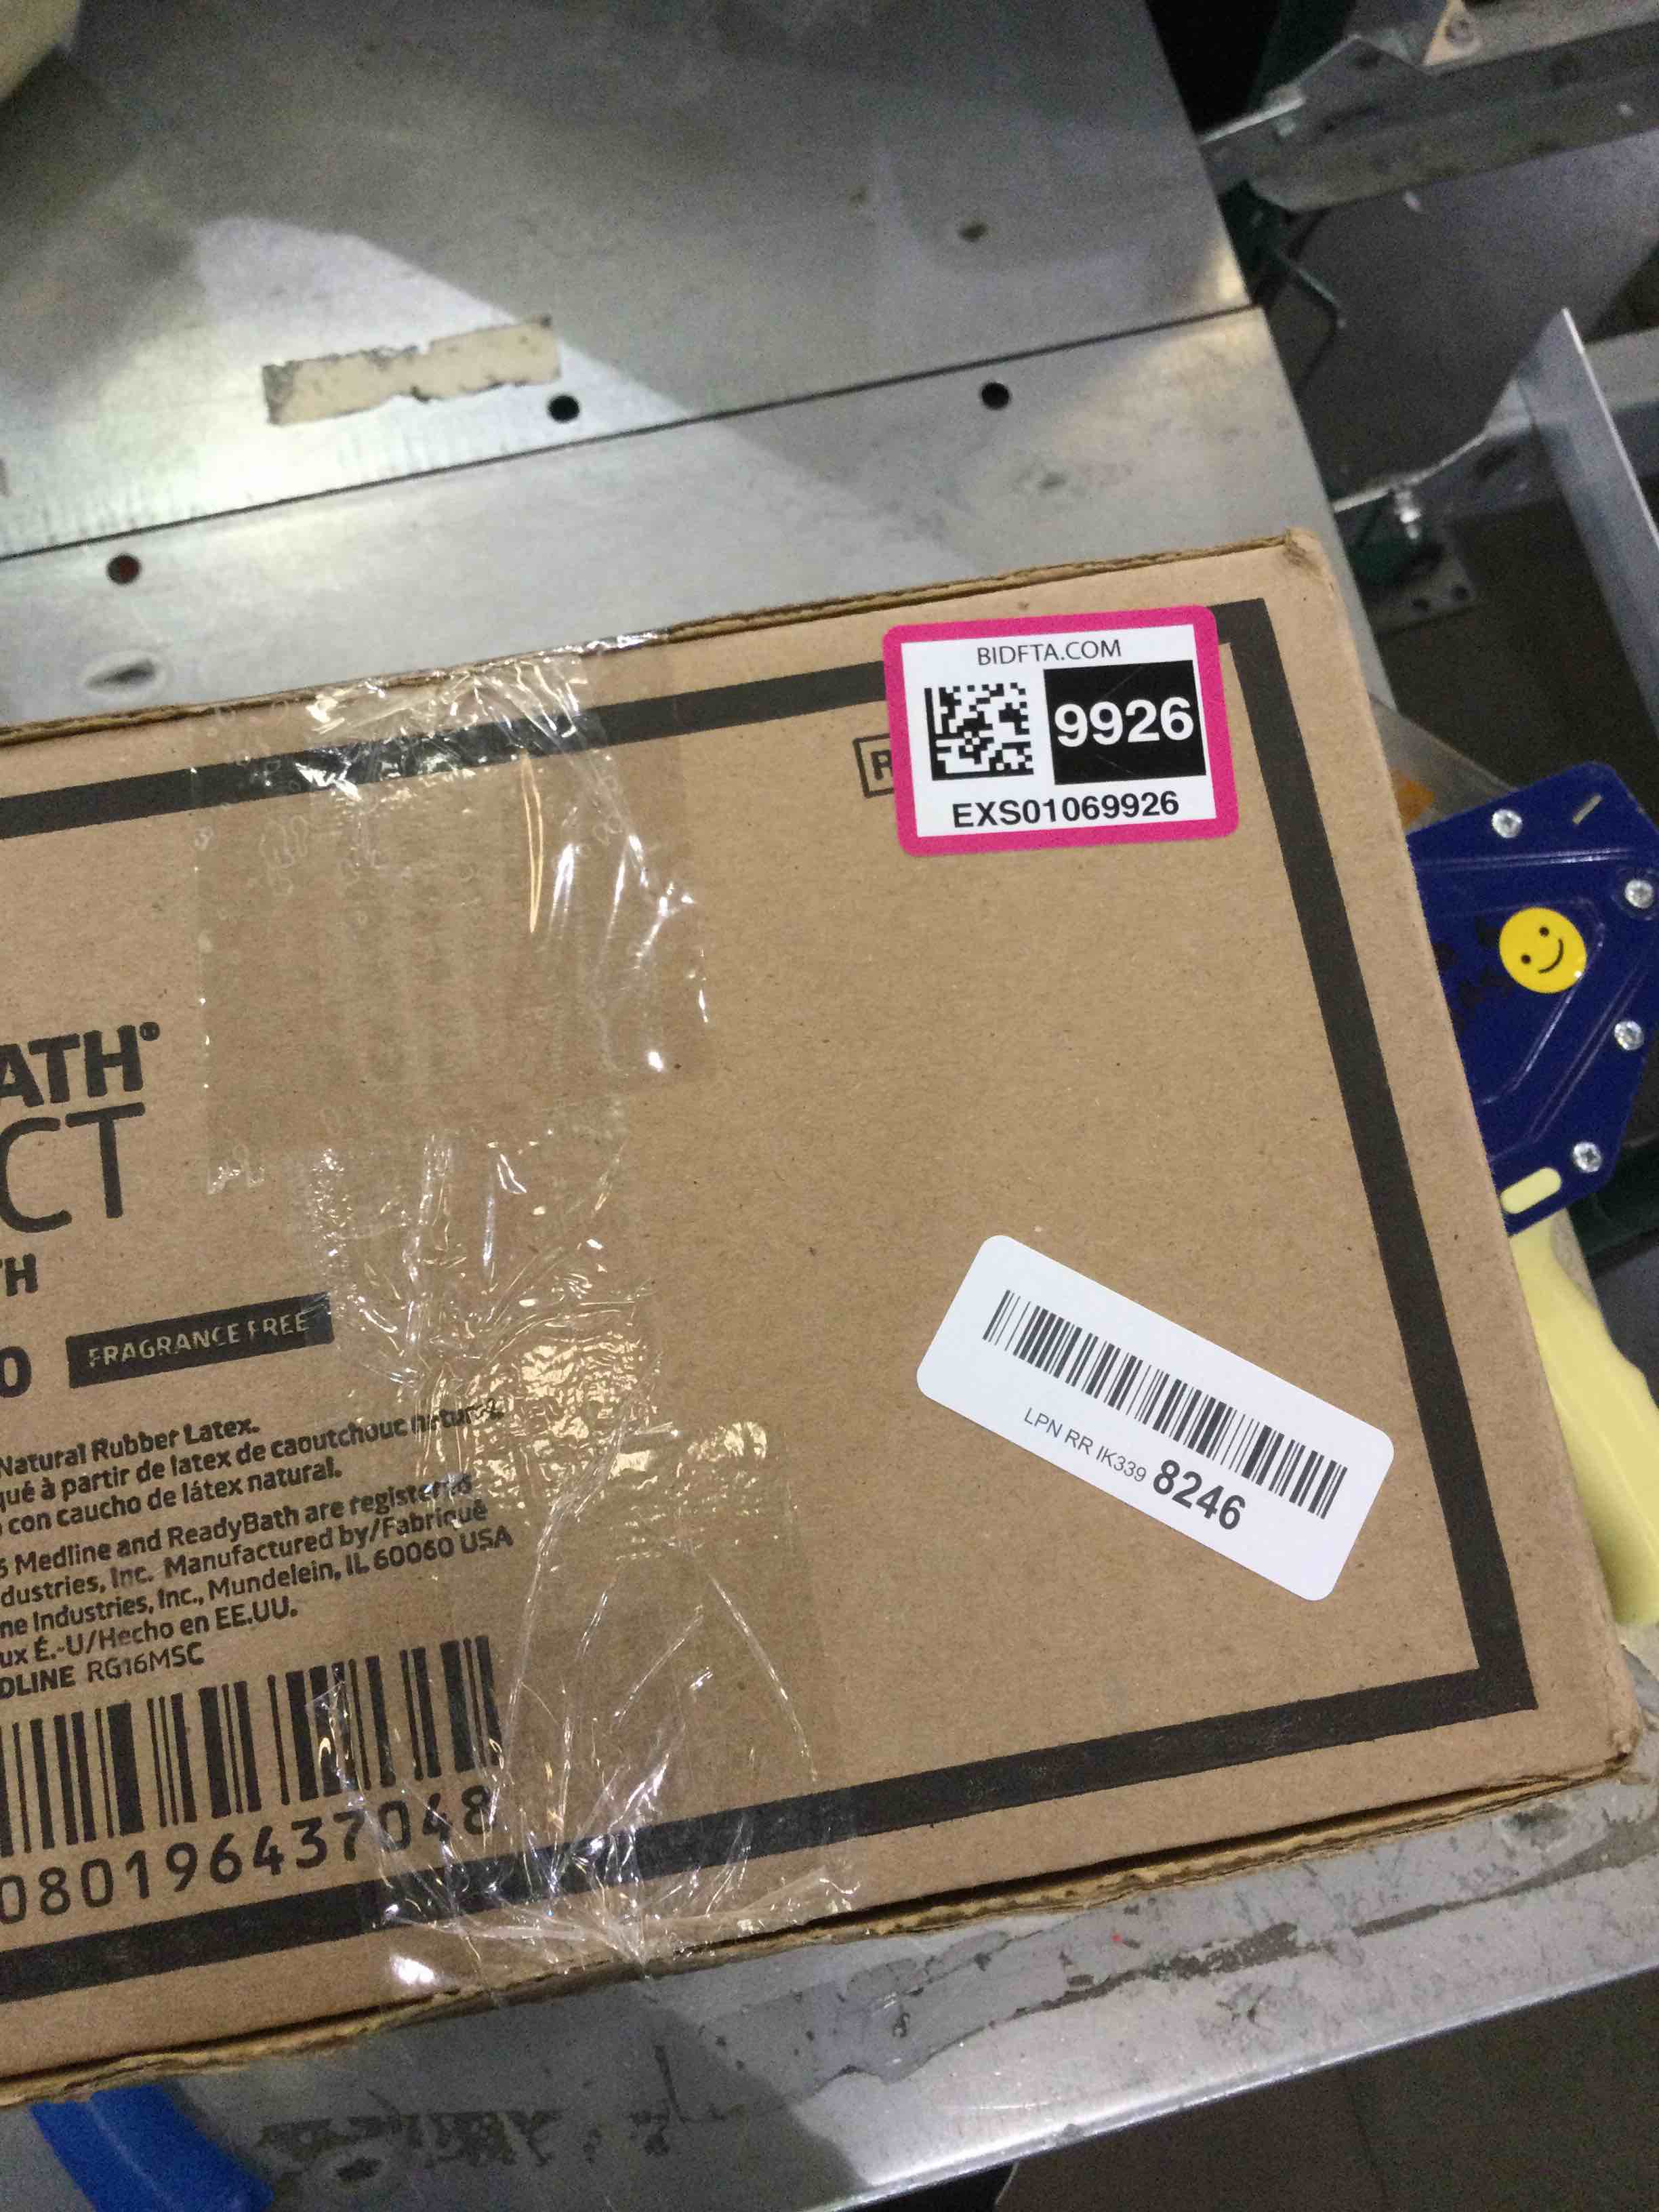 BIDFTA.COM
9926
EXS01069926
R
ATH®
CT
TH
0 FRAGRANCE FREE
Natural Rubber Latex.
qué à partir de latex de caoutchouc naturel.
con caucho de látex natural.
Medline and ReadyBath are registered
dustries, Inc. Manufactured by/Fabriqué
ne Industries, Inc., Mundelein, IL 60060 USA
ux É.-U/Hecho en EE.UU.
DLINE RG16MSC
080196437048
LPN RR IK339 8246